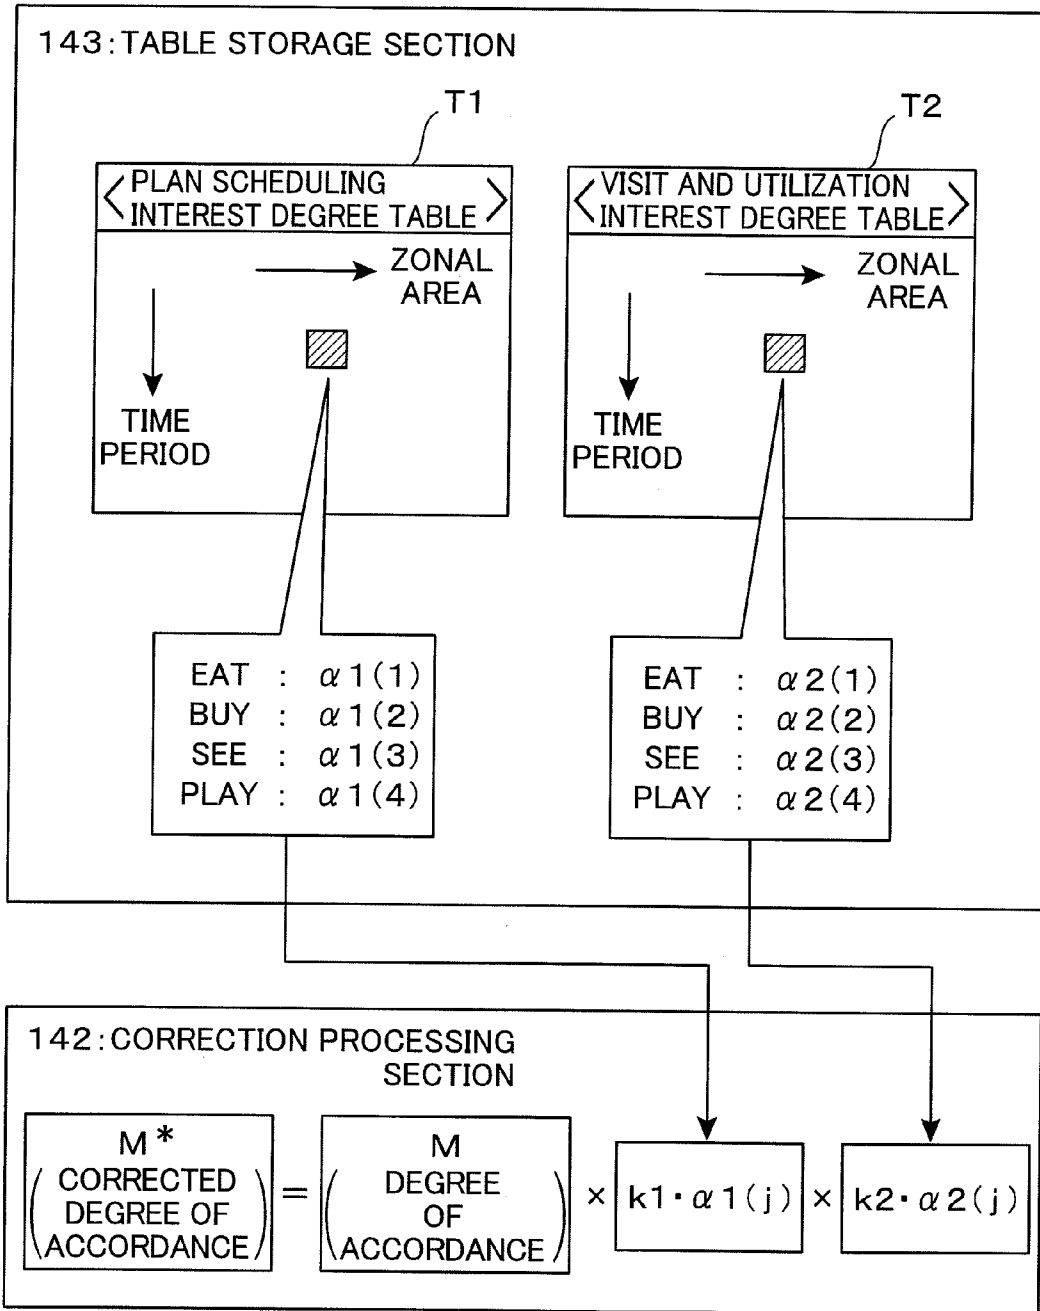 143:TABLE STORAGE SECTION
T1
T2
<PLAN SCHEDULING
INTEREST DEGREE TABLE>
<VISIT AND UTILIZATION
INTEREST DEGREE TABLE>
ZONAL
AREA
TIME
PERIOD
ZONAL
AREA
TIME
PERIOD
EAT : α1(1)
BUY : α1(2)
SEE : α1(3)
PLAY : α1(4)
EAT : α2(1)
BUY : α2(2)
SEE : α2(3)
PLAY : α2(4)
142:CORRECTION PROCESSING
SECTION
M*
(CORRECTED
DEGREE OF
ACCORDANCE)
=
M
(DEGREE
OF
ACCORDANCE)
×
k1・α1(j)
×
k2・α2(j)